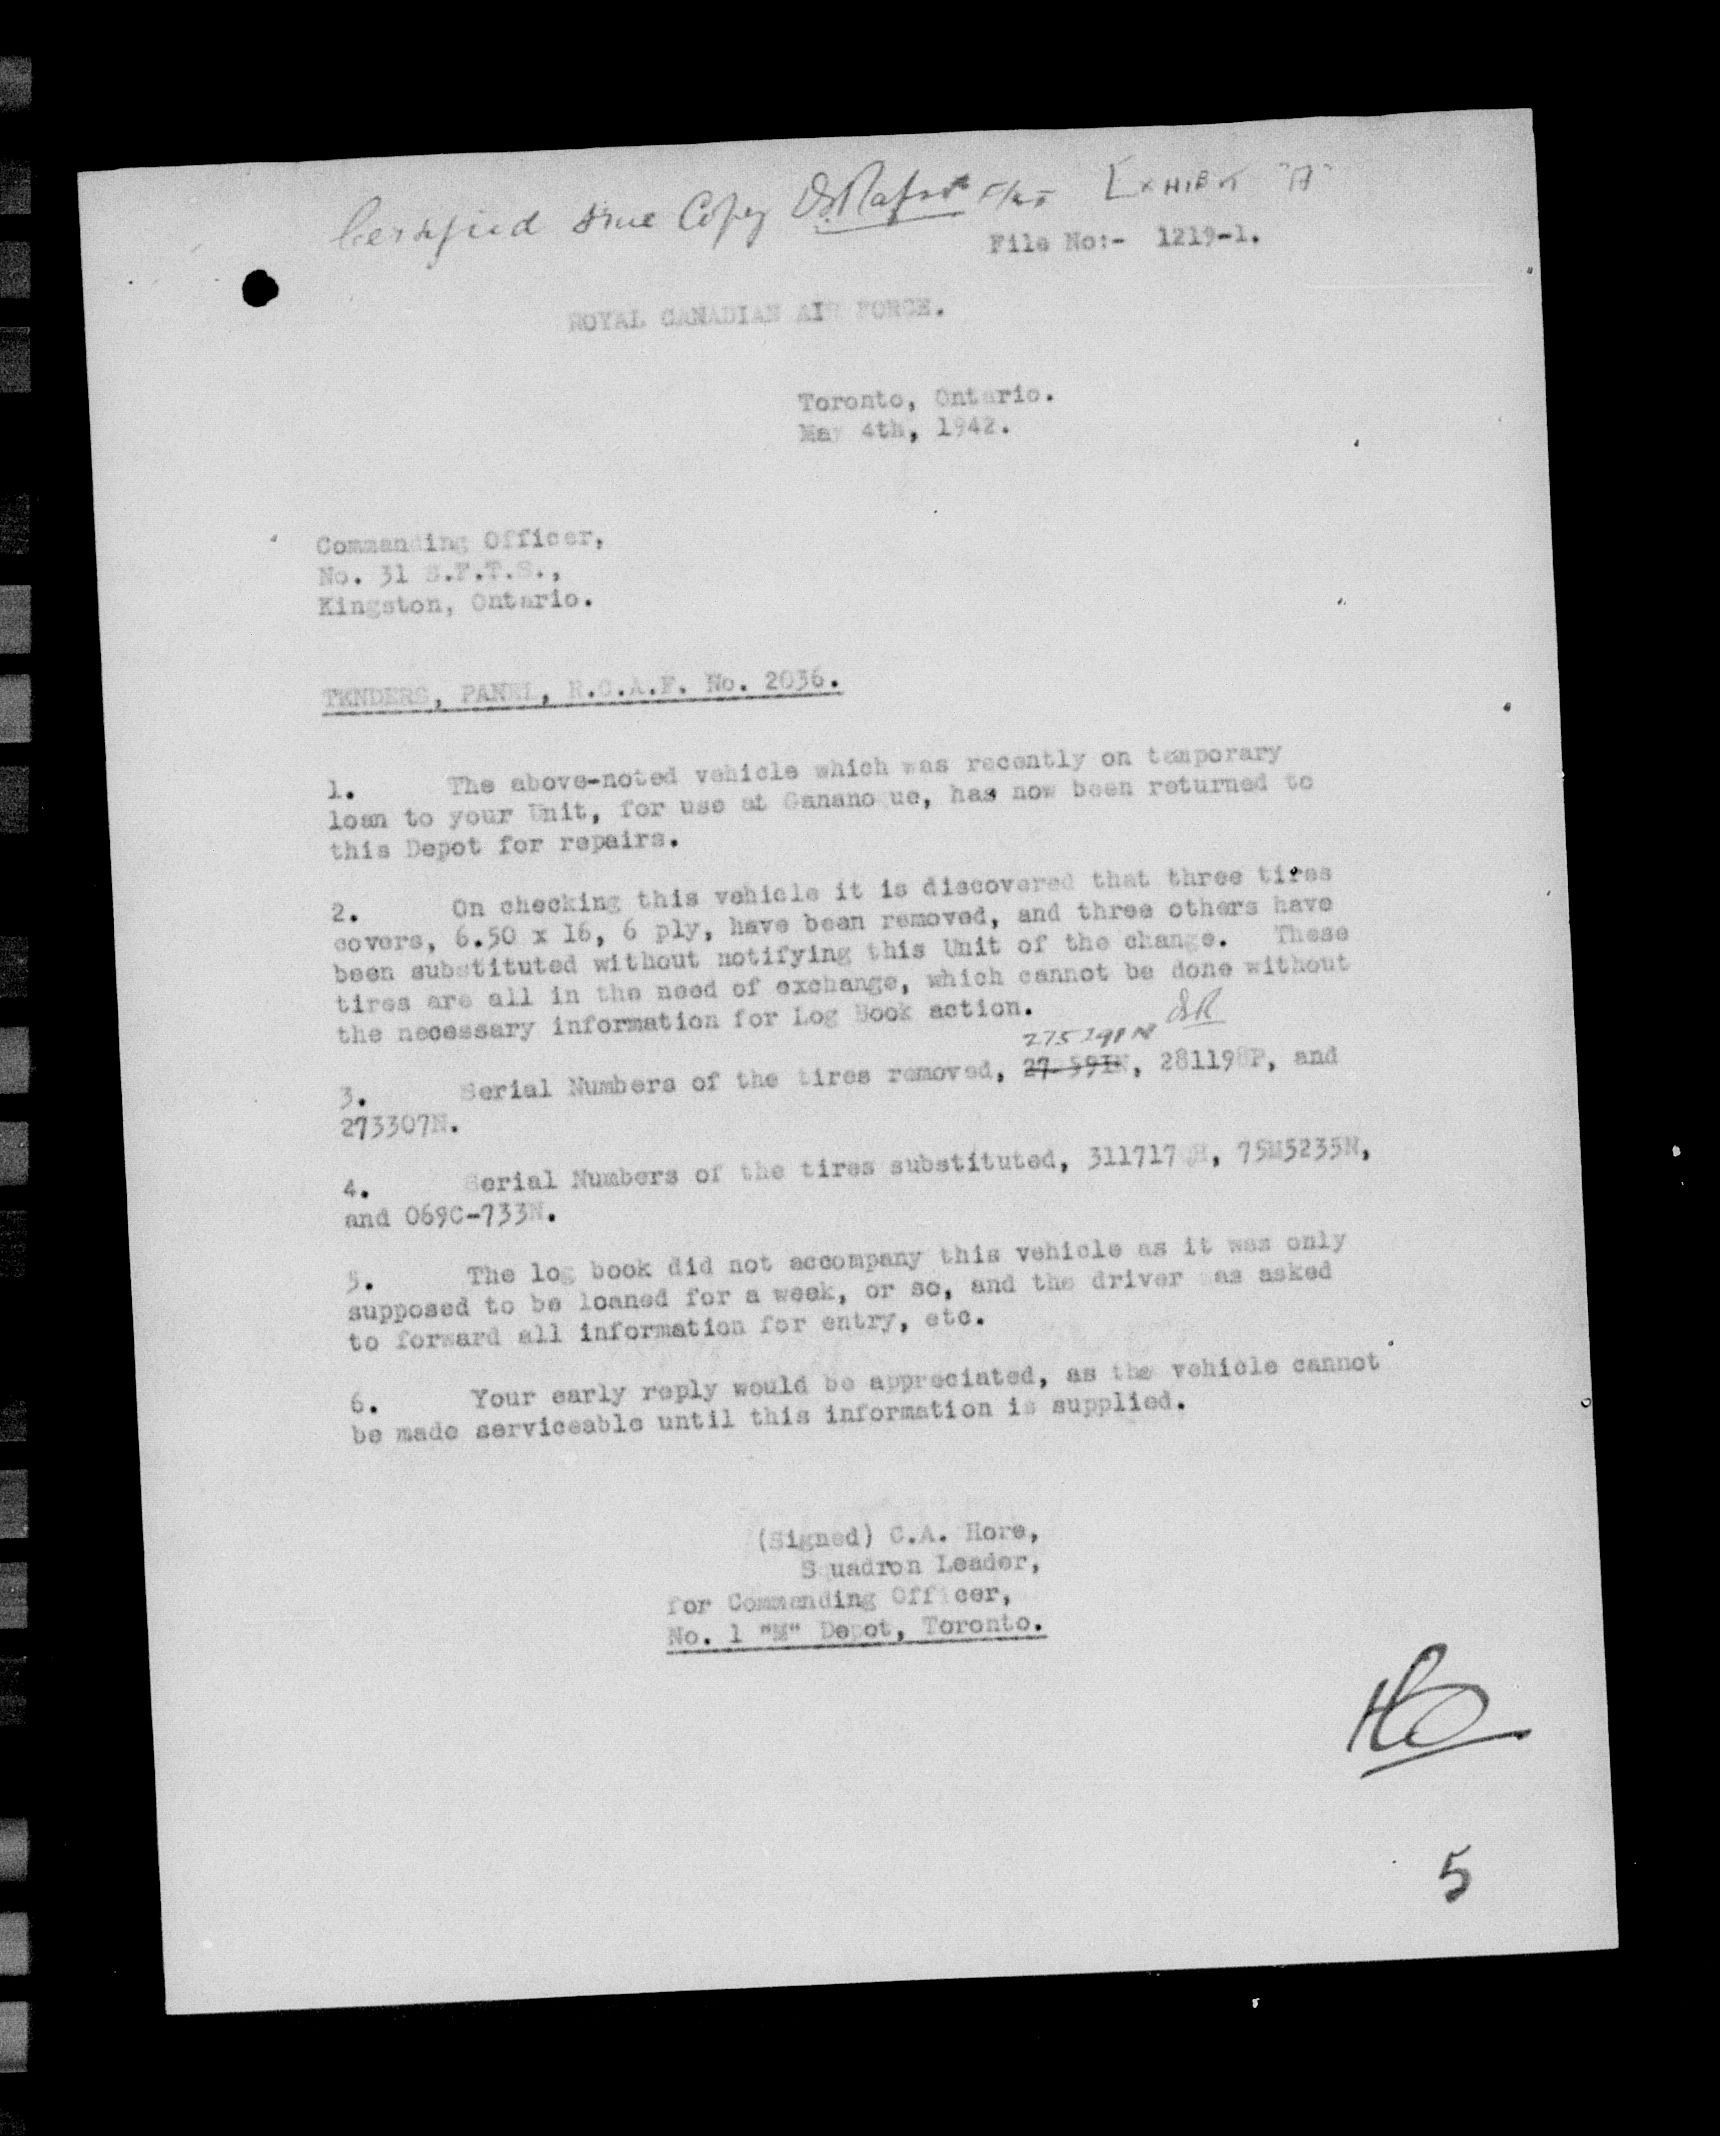 Certified true Copy F/Lt EXHIBIT "A"
File No:- 1219-1.
ROYAL CANADIAN AIR FORCE.
Toronto, Ontario.
May 4th, 1942.
Commanding Officer,
No. 31 S.F.T.S.,
Kingston, Ontario.
TENDERS, PANEL, R.C.A.F. No. 2036.
1. The above-noted vehicle which was recently on temporary
loan to your Unit, for use at Gananoque, has now been returned to
this Depot for repairs.
2. On checking this vehicle it is discovered that three tires
covers, 6.50 x 16, 6 ply, have been removed, and three others have
been substituted without notifying this Unit of the change. These
tires are all in the need of exchange, which cannot be done without
the necessary information for Log Book action.
3. Serial Numbers of the tires removed, 281198P, and
273307N.
4. Serial Numbers of the tires substituted, 311717 H, 75M5235N,
and 069C-733N.
5. The log book did not accompany this vehicle as it was only
supposed to be loaned for a week, or so, and the driver was asked
to forward all information for entry, etc.
6. Your early reply would be appreciated, as the vehicle cannot
be made serviceable until this information is supplied.
(Signed) C.A. Hore,
Squadron Leader,
for Commanding Officer,
No. 1 "M" Depot, Toronto.
5